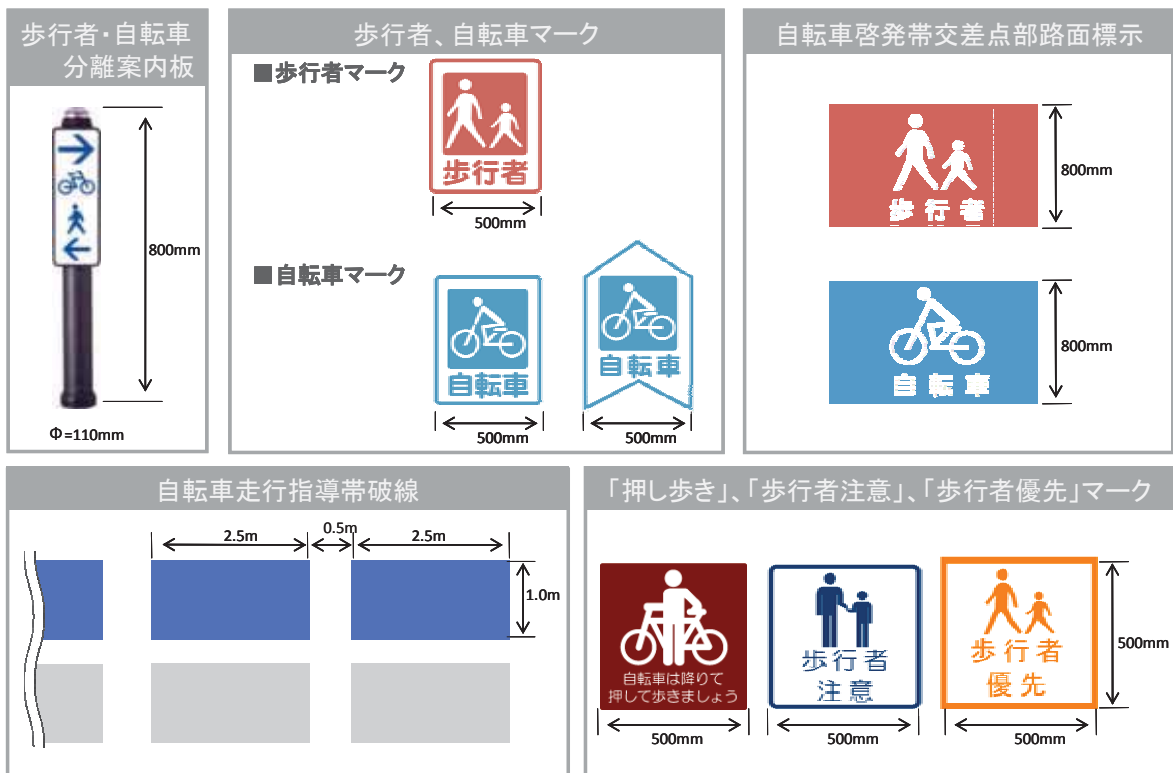 歩行者・自転車
分離案内板
800mm
Φ=110mm
歩行者、自転車マーク
■歩行者マーク
歩行者
500mm
■自転車マーク
自転車
500mm
自転車
500mm
自転車啓発帯交差点部路面標示
歩行者
800mm
自転車
800mm
自転車走行指導帯破線
2.5m
0.5m
2.5m
1.0m
「押し歩き」、「歩行者注意」、「歩行者優先」マーク
自転車は降りて
押して歩きましょう
500mm
歩行者
注意
500mm
歩行者
優先
500mm
500mm